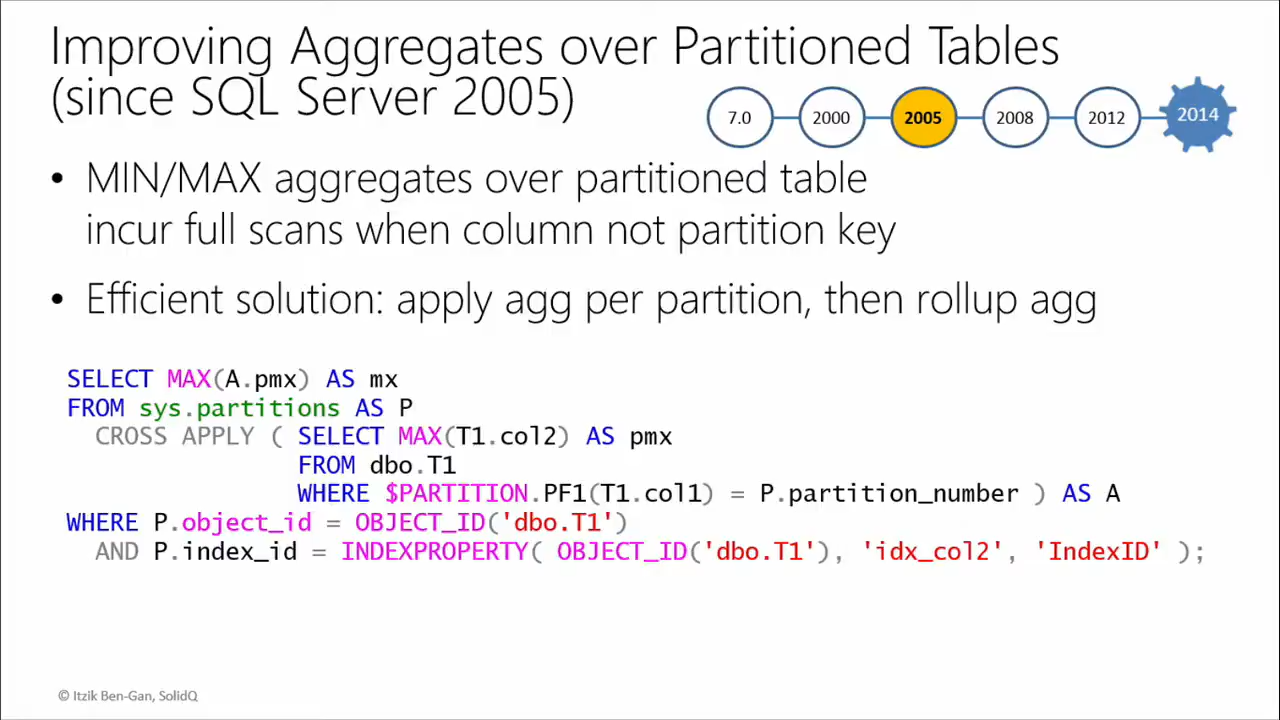 Improving Aggregates over Partitioned Tables
(since SQL Server 2005)
7.0 2000 2005 2008 2012 2014
• MIN/MAX aggregates over partitioned table
incur full scans when column not partition key
• Efficient solution: apply agg per partition, then rollup agg
SELECT MAX(A.pmx) AS mx
FROM sys.partitions AS P
CROSS APPLY ( SELECT MAX(T1.col2) AS pmx
FROM dbo.T1
WHERE $PARTITION.PF1(T1.col1) = P.partition_number ) AS A
WHERE P.object_id = OBJECT_ID('dbo.T1')
AND P.index_id = INDEXPROPERTY( OBJECT_ID('dbo.T1'), 'idx_col2', 'IndexID' );
© Itzik Ben-Gan, SolidQ